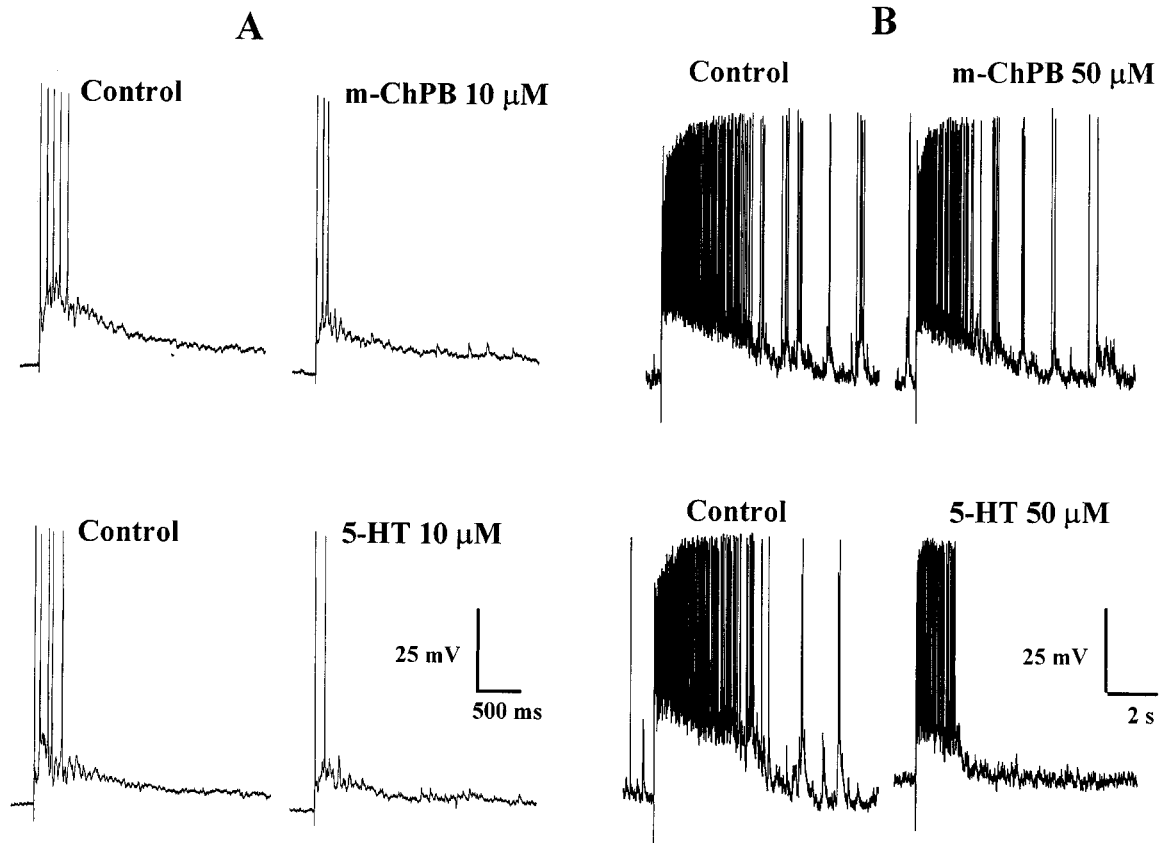 A
B
Control
m-ChPB 10 μM
Control
m-ChPB 50 μM
Control
5-HT 10 μM
25 mV
500 ms
Control
5-HT 50 μM
25 mV
2 s